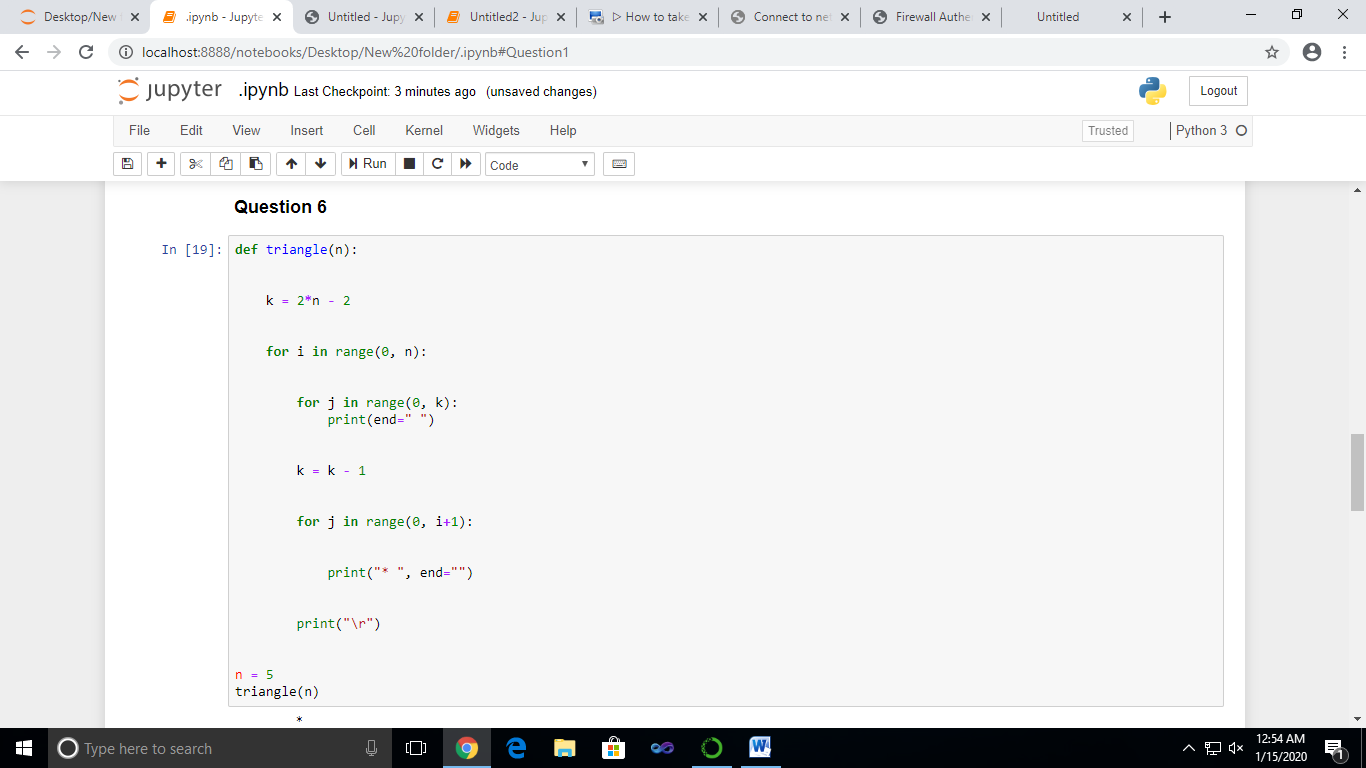 Desktop/New
.ipynb - Jupyte
Untitled - Jupy
Untitled2 - Jup
▷ How to take
Connect to net
Firewall Authe
Untitled
localhost:8888/notebooks/Desktop/New%20folder/.ipynb#Question1
jupyter .ipynb Last Checkpoint: 3 minutes ago (unsaved changes)
Logout
File Edit View Insert Cell Kernel Widgets Help
Trusted
Python 3
Run
Code
Question 6
In [19]: def triangle(n):
k = 2*n - 2
for i in range(0, n):
for j in range(0, k):
print(end=" ")
k = k - 1
for j in range(0, i+1):
print("* ", end="")
print("\r")
n = 5
triangle(n)
*
Type here to search
12:54 AM
1/15/2020
1